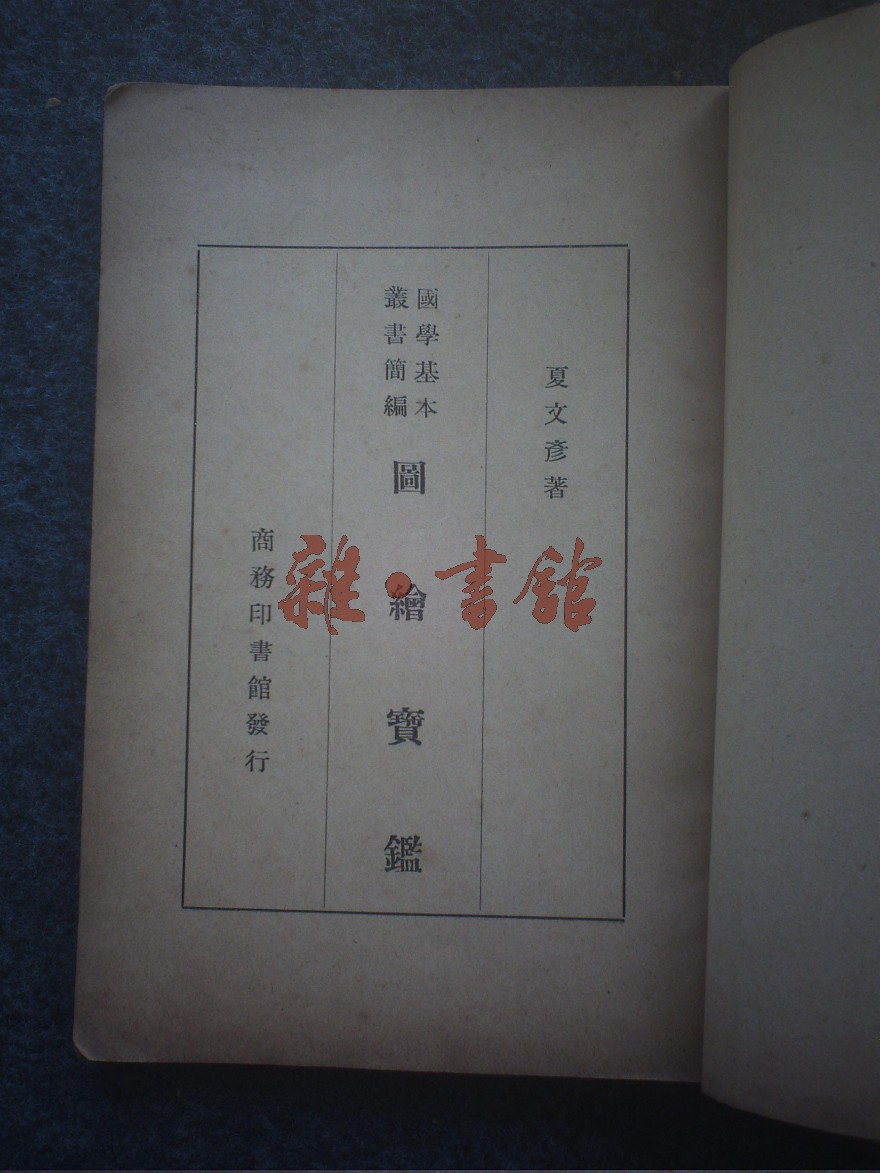 夏文彥著
國學基本
叢書簡編
圖繪寶鑑
商務印書館發行
雜·書館